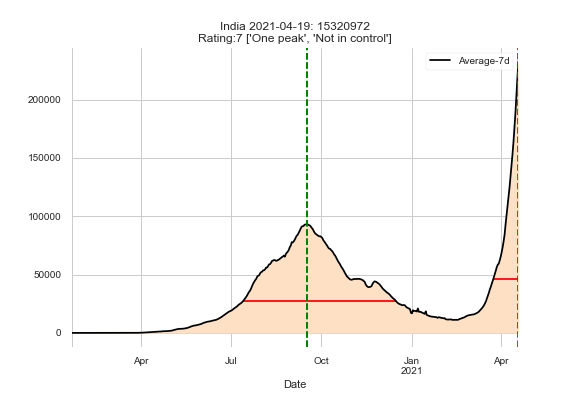 India 2021-04-19: 15320972
Rating:7 ['One peak', 'Not in control']
Average-7d
200000
150000
100000
50000
0
Apr
Jul
Oct
Jan
2021
Apr
Date